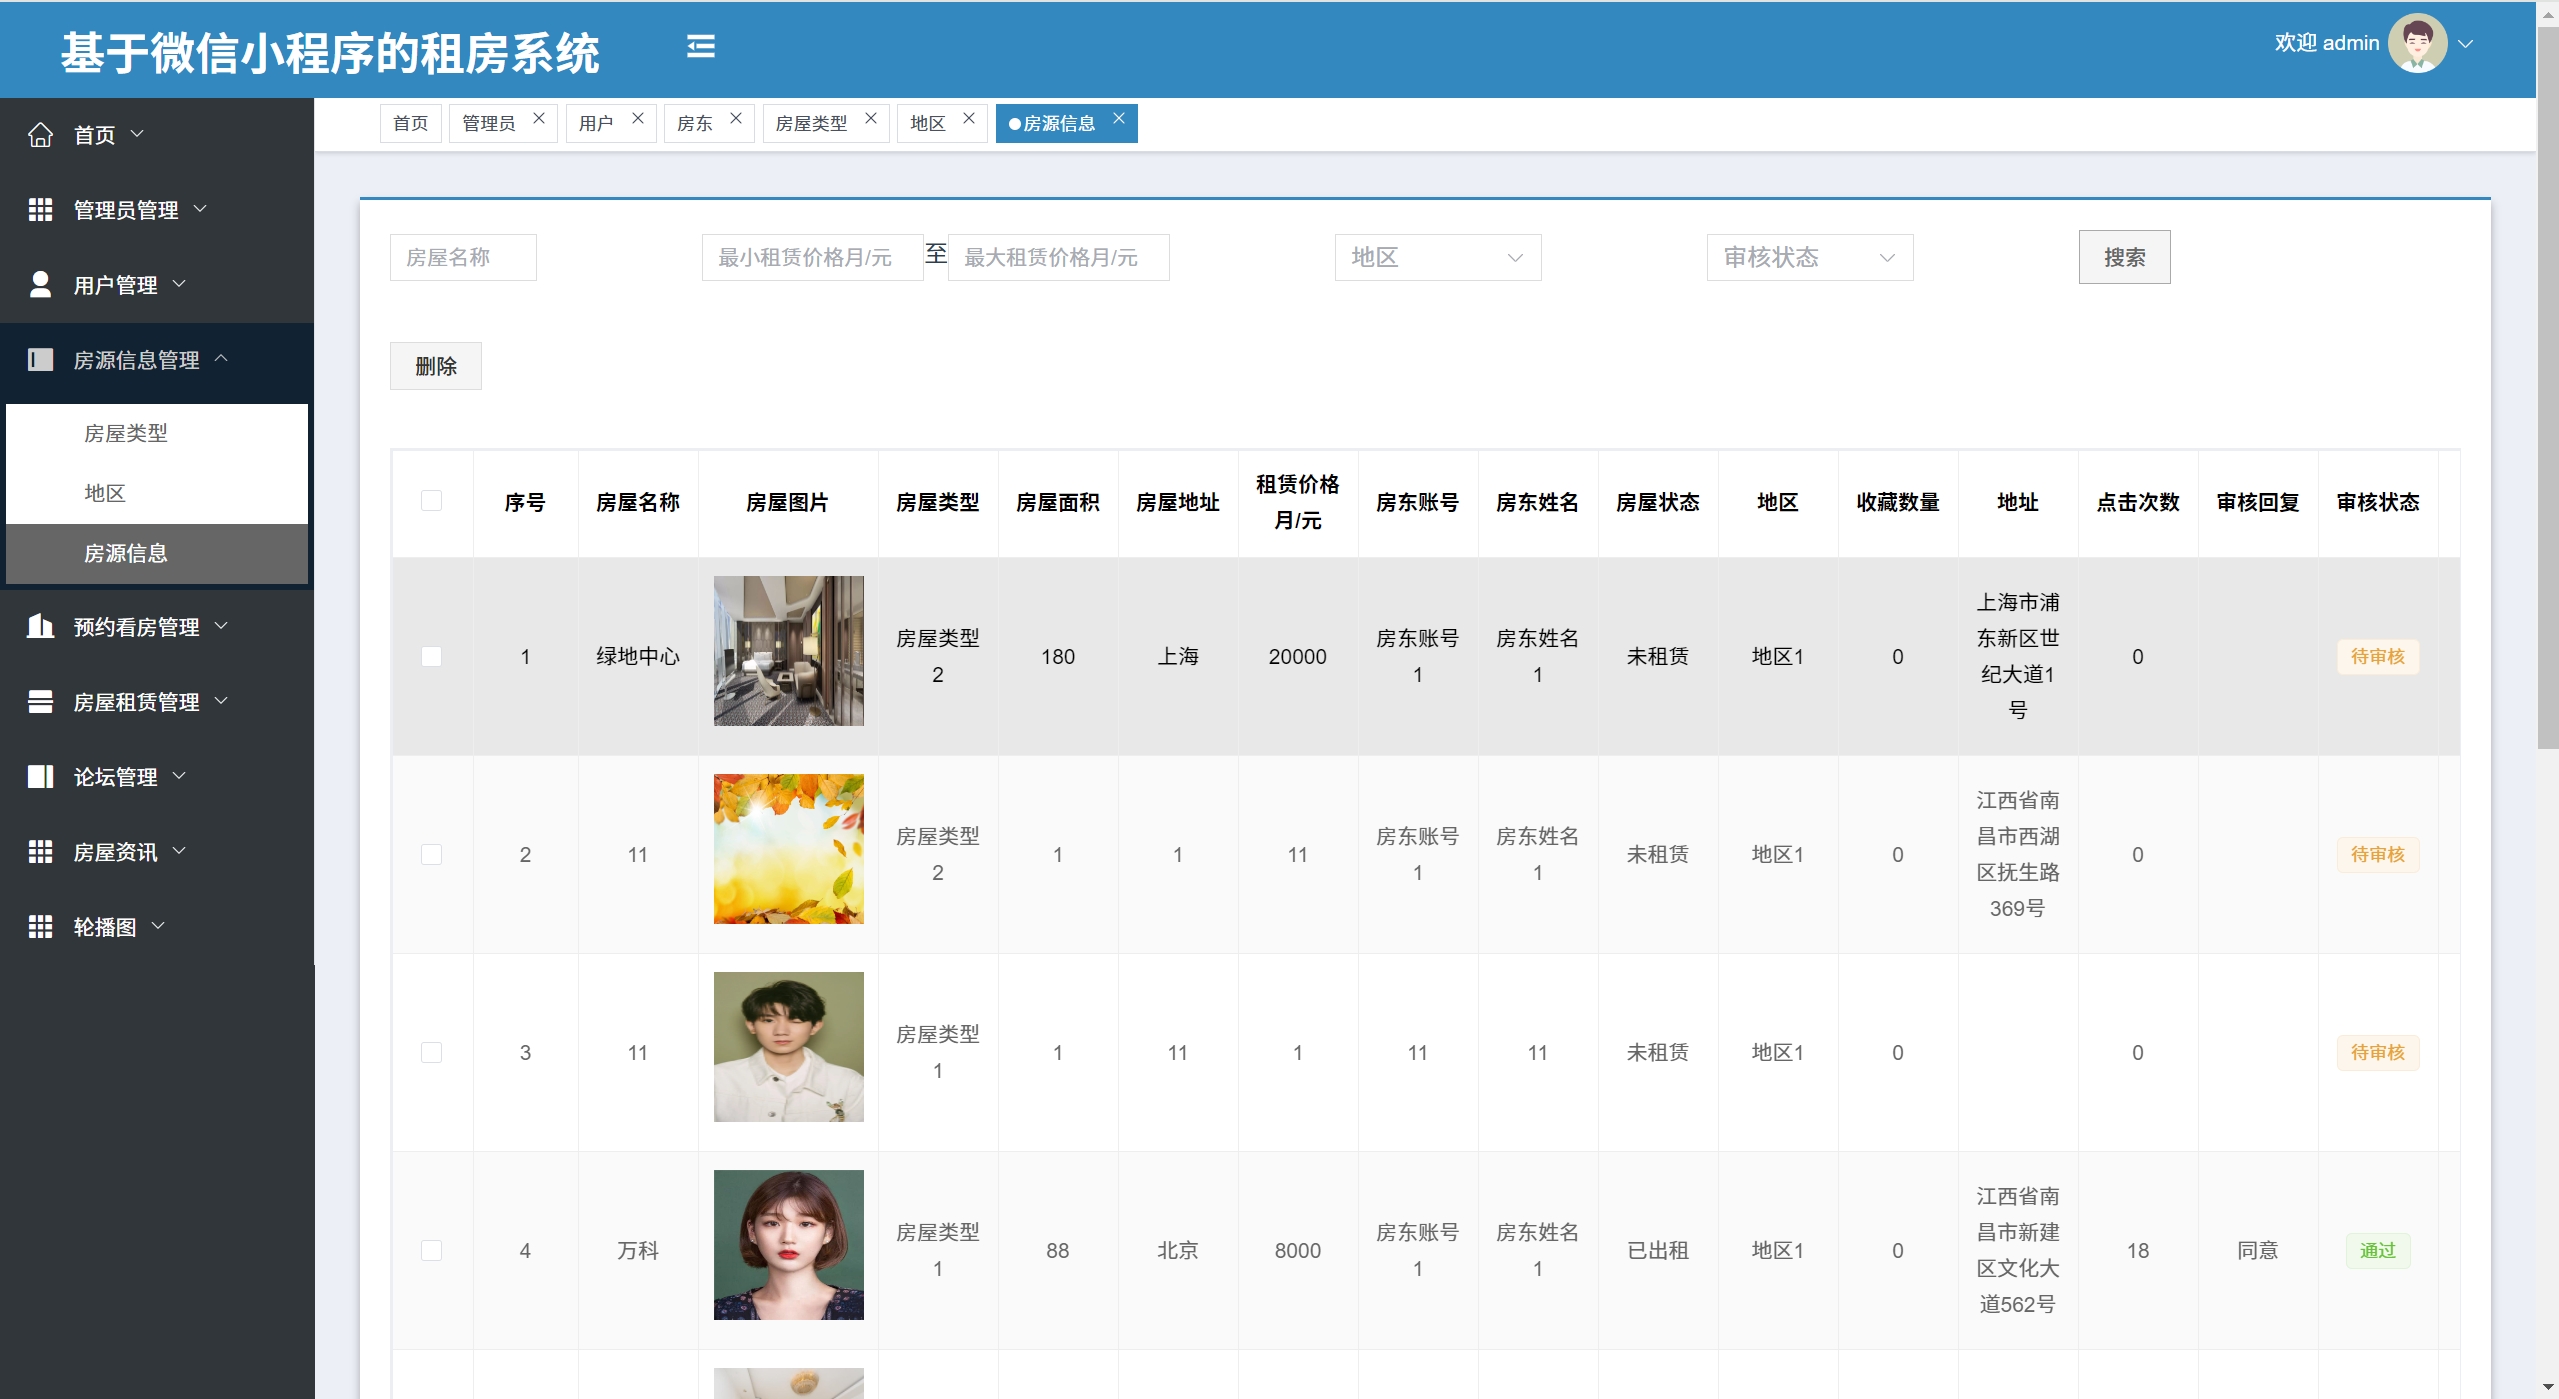 基于微信小程序的租房系统
欢迎 admin
首页
管理员管理
用户管理
房源信息管理
房屋类型
地区
房源信息
预约看房管理
房屋租赁管理
论坛管理
房屋资讯
轮播图
首页 管理员 用户 房东 房屋类型 地区 房源信息
房屋名称 最小租赁价格月/元 至 最大租赁价格月/元 地区 审核状态 搜索
删除
序号 房屋名称 房屋图片 房屋类型 房屋面积 房屋地址 租赁价格月/元 房东账号 房东姓名 房屋状态 地区 收藏数量 地址 点击次数 审核回复 审核状态
1 绿地中心 房屋类型2 180 上海 20000 房东账号1 房东姓名1 未租赁 地区1 0 上海市浦东新区世纪大道1号 0 待审核
2 11 房屋类型2 1 1 11 房东账号1 房东姓名1 未租赁 地区1 0 江西省南昌市西湖区抚生路369号 0 待审核
3 11 房屋类型1 1 11 1 11 11 未租赁 地区1 0 0 待审核
4 万科 房屋类型1 88 北京 8000 房东账号1 房东姓名1 已出租 地区1 0 江西省南昌市新建区文化大道562号 18 同意 通过